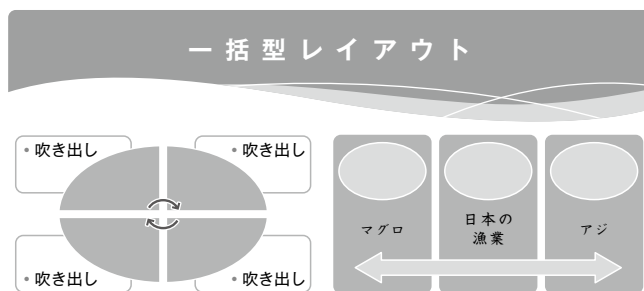 一括型レイアウト
• 吹き出し
• 吹き出し
• 吹き出し
• 吹き出し
マグロ
日本の
漁業
アジ